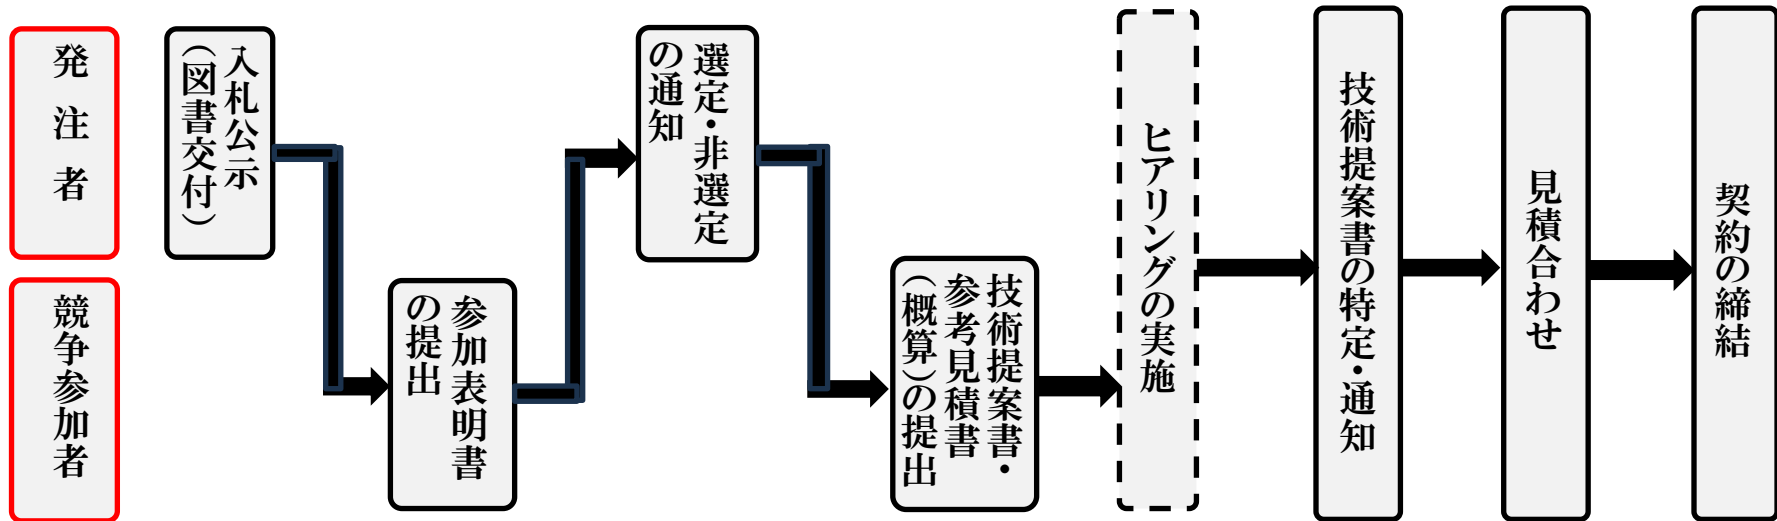 発注者
競争参加者
入札公示
（図書交付）
参加表明書
の提出
選定・非選定
の通知
技術提案書・
参考見積書
（概算）の提出
ヒアリングの実施
技術提案書の特定・通知
見積合わせ
契約の締結